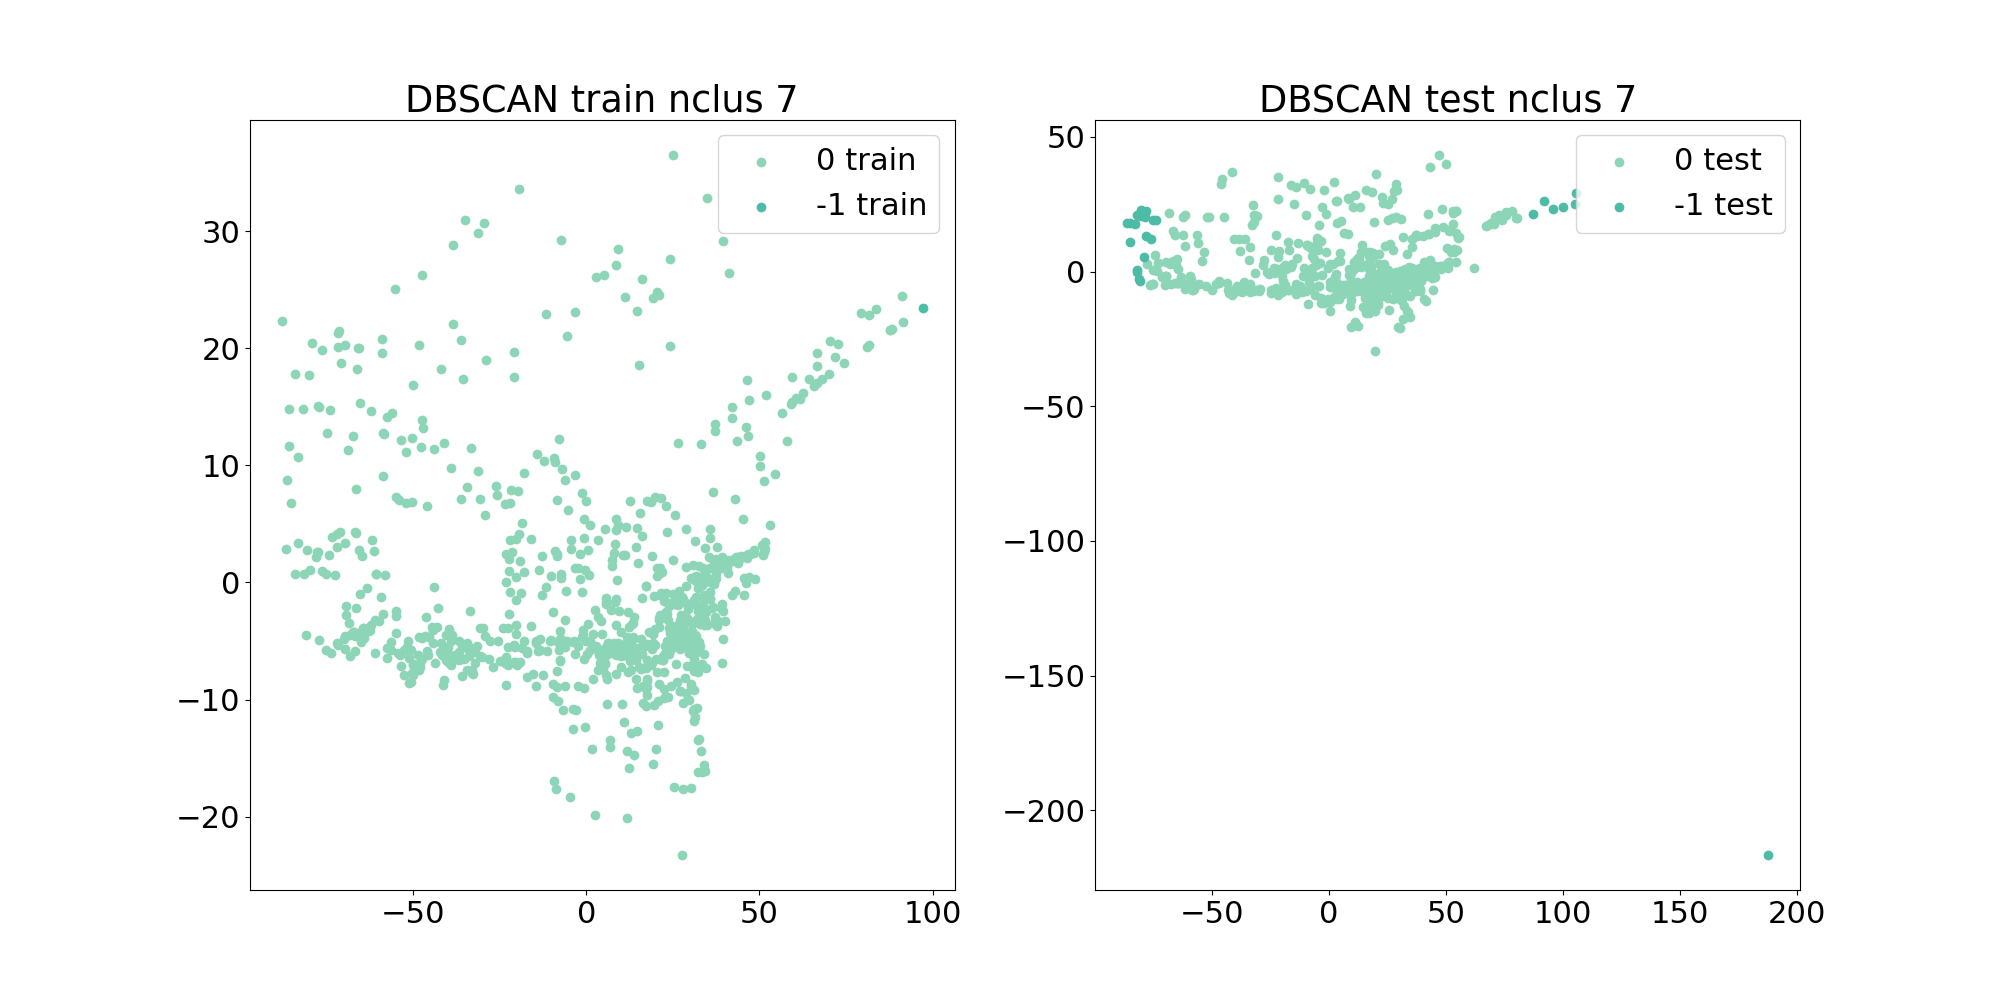 DBSCAN train nclus 7
0 train
-1 train
30
20
10
0
−10
−20
−50 0 50 100
DBSCAN test nclus 7
0 test
-1 test
50
0
−50
−100
−150
−200
−50 0 50 100 150 200